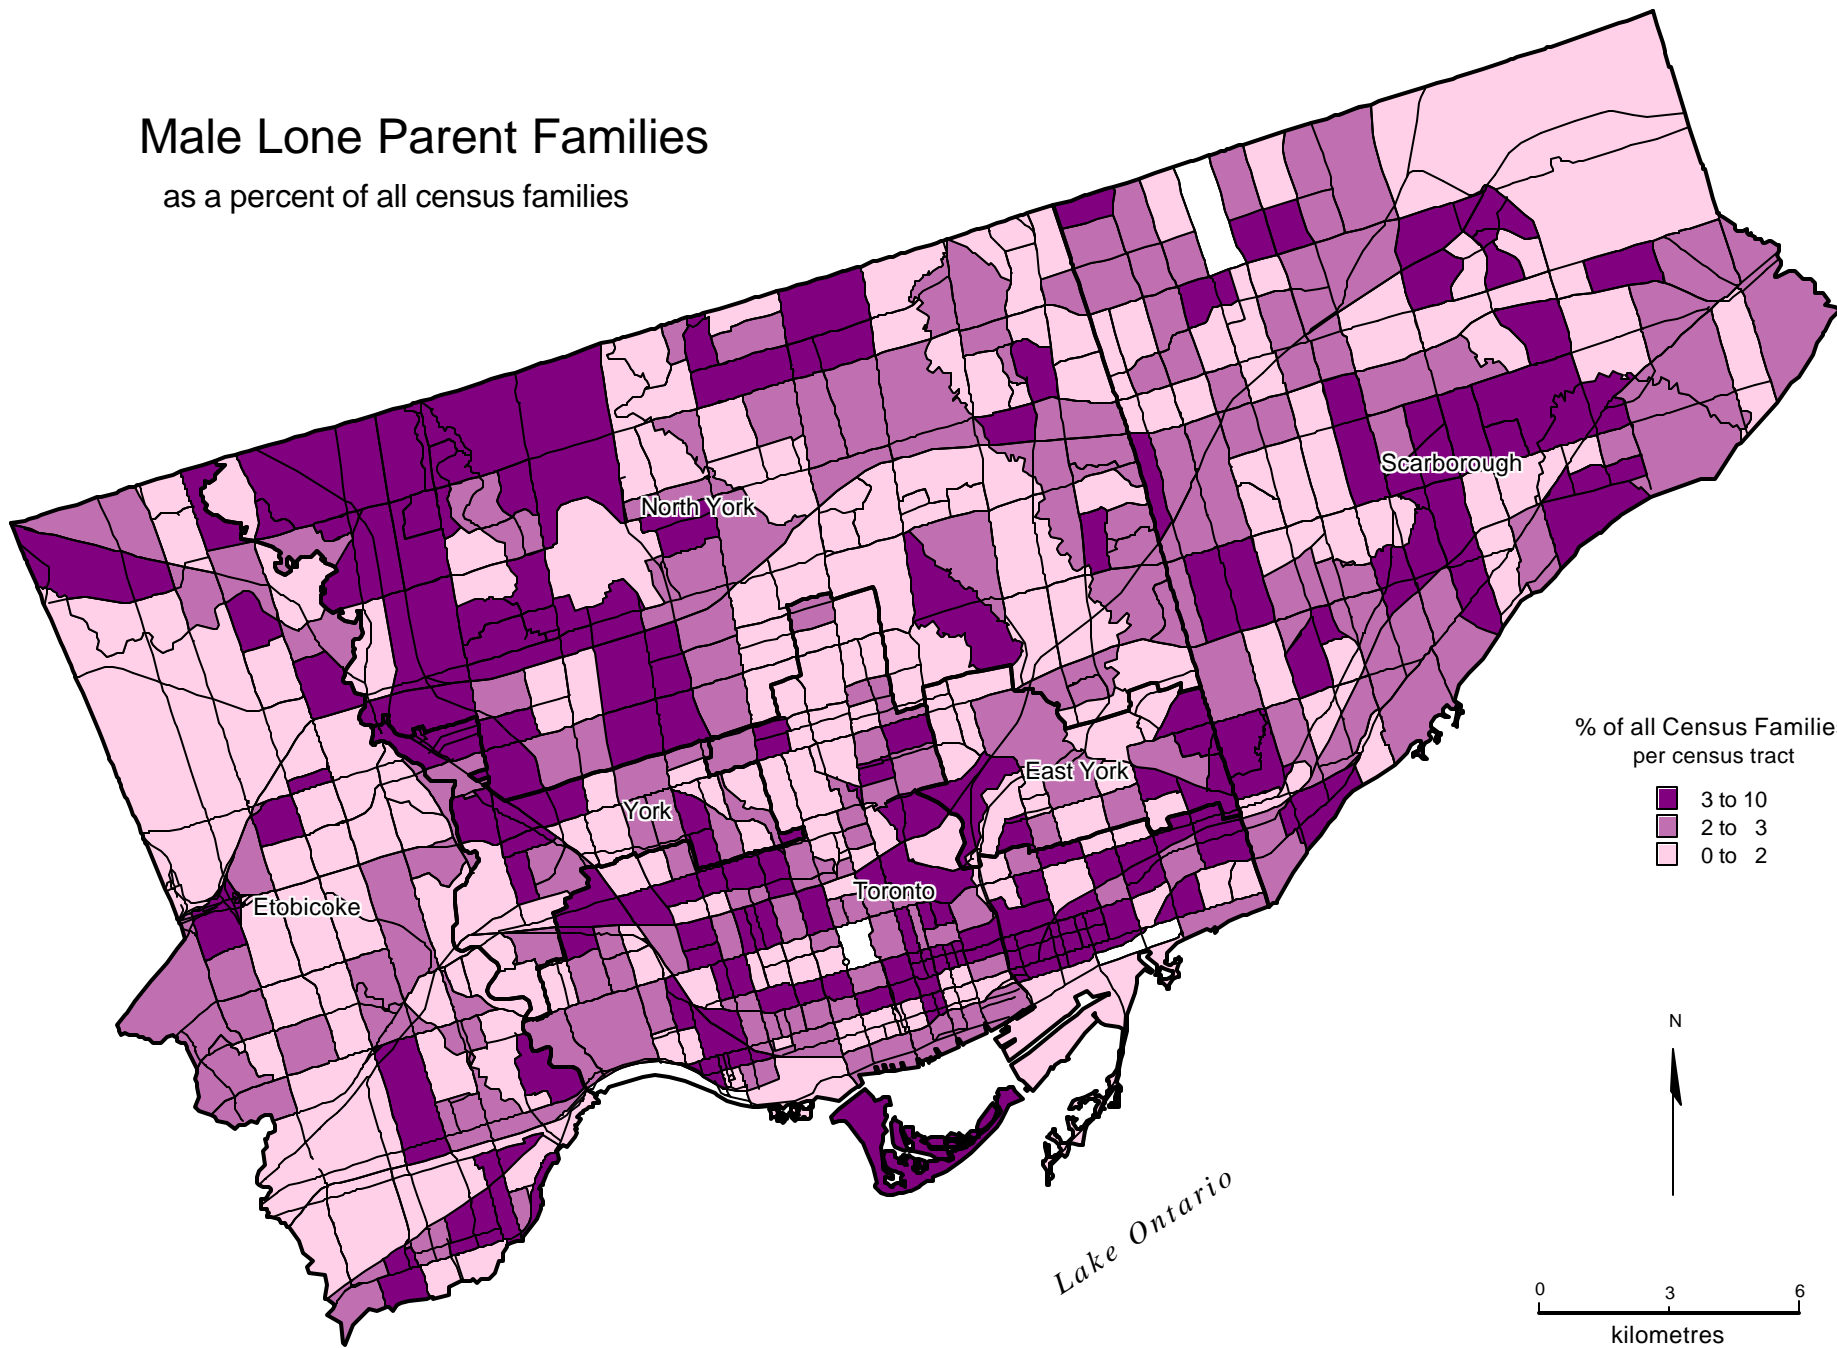 Male Lone Parent Families
as a percent of all census families
North York
Scarborough
East York
York
Toronto
Etobicoke
% of all Census Familie
per census tract
3 to 10
2 to 3
0 to 2
N
Lake Ontario
0 3 6
kilometres